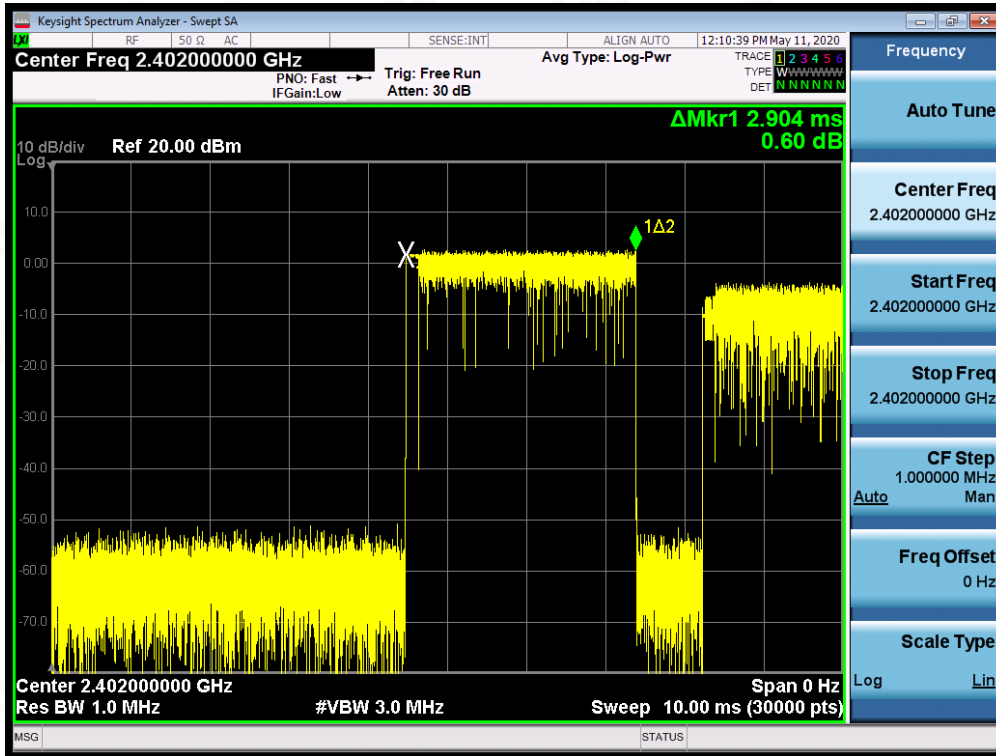 Keysight Spectrum Analyzer - Swept SA
LXI RF 50 Ω AC SENSE:INT ALIGN AUTO 12:10:39 PM May 11, 2020
Center Freq 2.402000000 GHz
PNO: Fast
IFGain:Low
Trig: Free Run
Atten: 30 dB
Avg Type: Log-Pwr
TRACE 1 2 3 4 5 6
TYPE WWWWWWW
DET N N N N N N
ΔMkr1 2.904 ms
0.60 dB
10 dB/div Ref 20.00 dBm
Log
10.0
0.00
-10.0
-20.0
-30.0
-40.0
-50.0
-60.0
-70.0
X
1Δ2
Center 2.402000000 GHz Span 0 Hz
Res BW 1.0 MHz #VBW 3.0 MHz Sweep 10.00 ms (30000 pts)
MSG STATUS
Frequency
Auto Tune
Center Freq
2.402000000 GHz
Start Freq
2.402000000 GHz
Stop Freq
2.402000000 GHz
CF Step
1.000000 MHz
Auto Man
Freq Offset
0 Hz
Scale Type
Log Lin